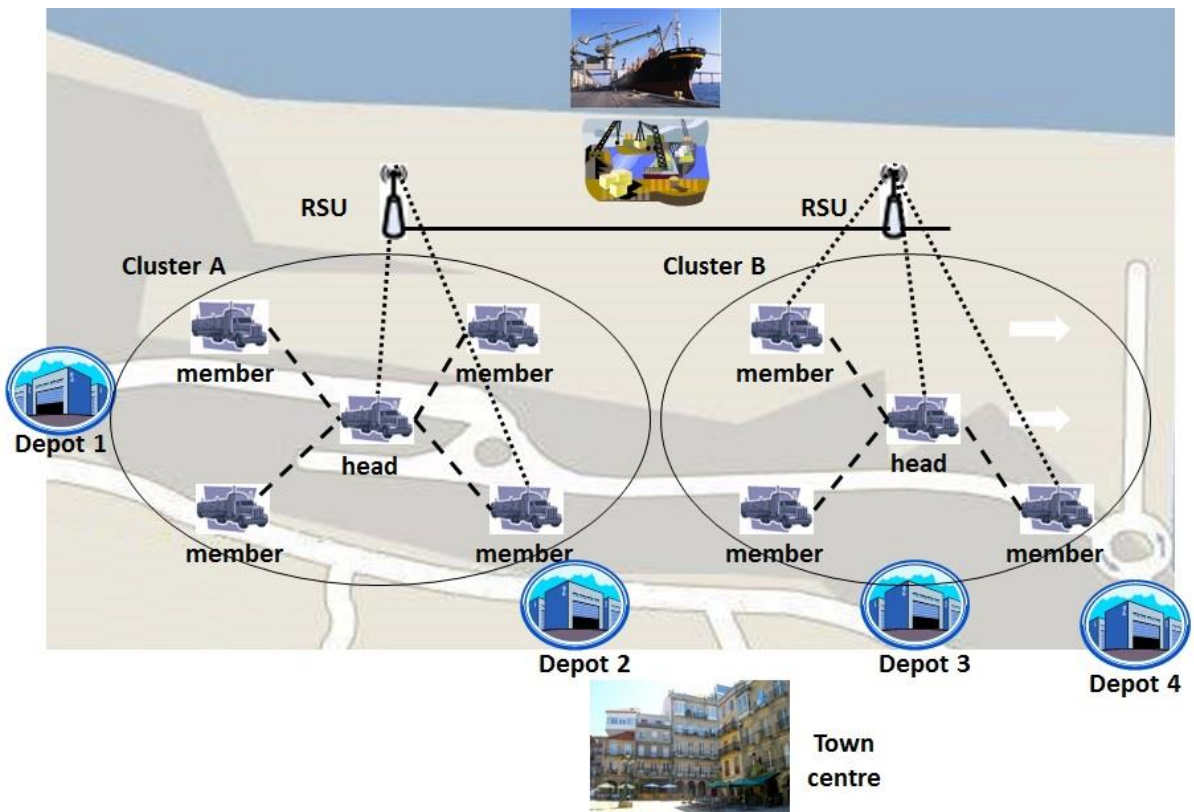 RSU
RSU
Cluster A
Cluster B
member
member
member
head
head
member
member
member
member
Depot 1
Depot 2
Depot 3
Depot 4
Town
centre